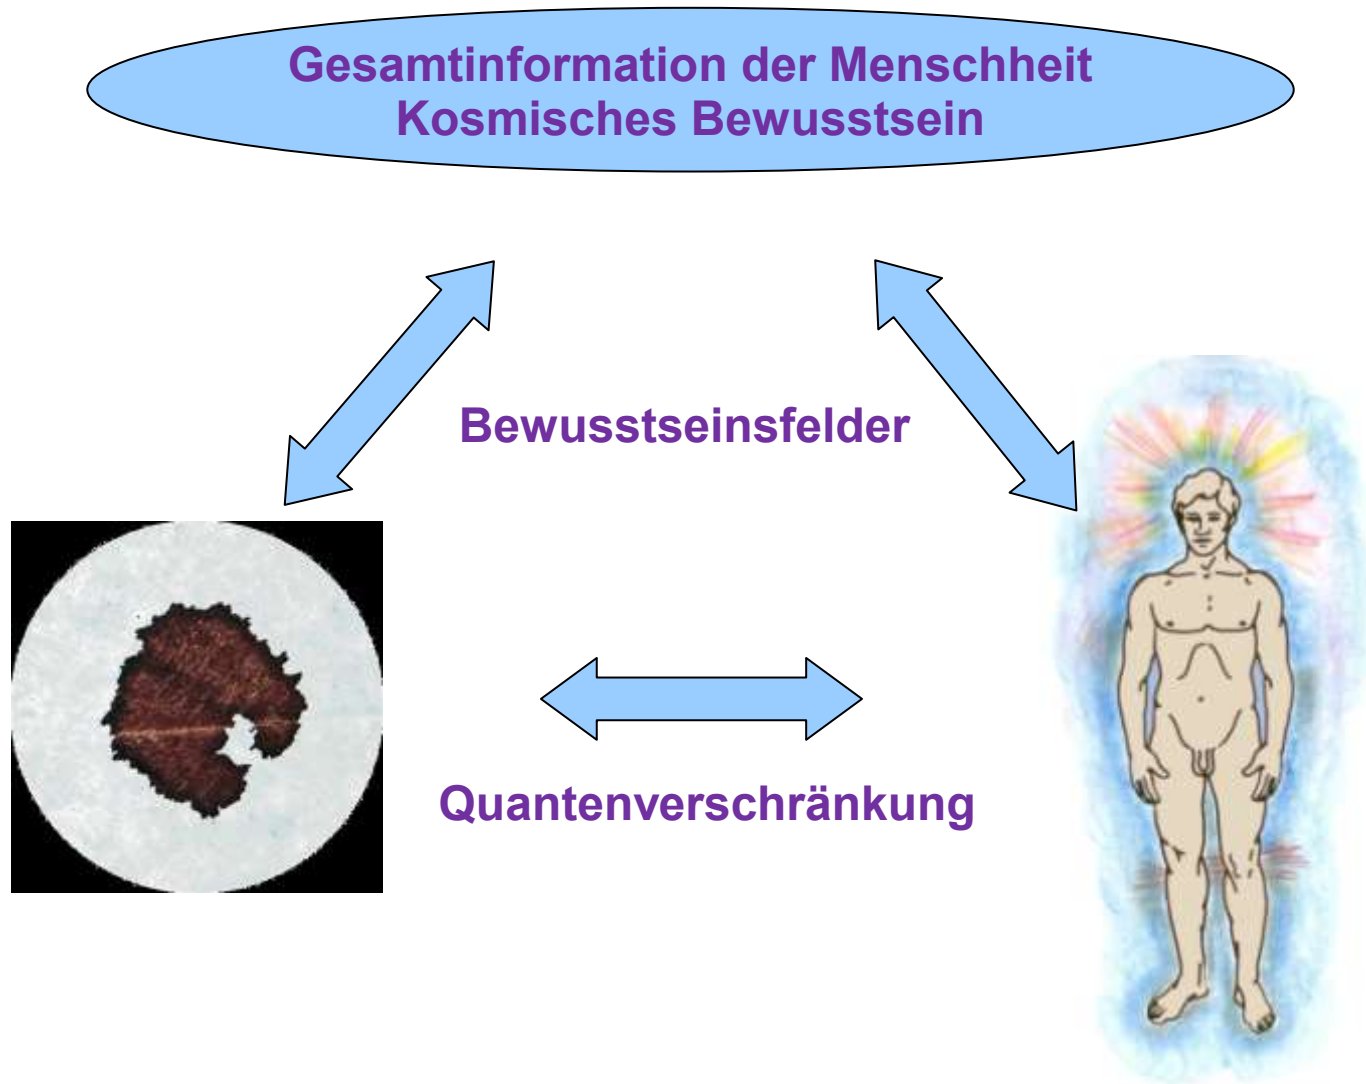 Gesamtinformation der Menschheit
Kosmisches Bewusstsein
Bewusstseinsfelder
Quantenverschränkung